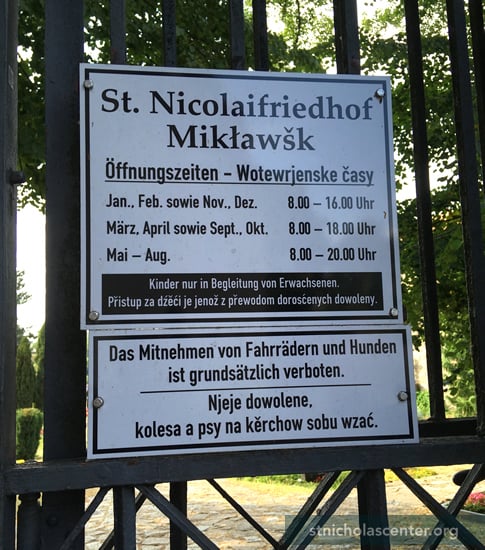 St. Nicolaifriedhof
Mikławšk
Öffnungszeiten - Wotewrjenske časy
Jan., Feb. sowie Nov., Dez. 8.00 – 16.00 Uhr
März, April sowie Sept., Okt. 8.00 – 18.00 Uhr
Mai – Aug. 8.00 – 20.00 Uhr
Kinder nur in Begleitung von Erwachsenen.
Přistup za dźěći je jenož z přewodom dorosćenych dowoleny.
Das Mitnehmen von Fahrrädern und Hunden
ist grundsätzlich verboten.
Njeje dowolene,
kolesa a psy na kěrchow sobu wzać.
stnicholascenter.org